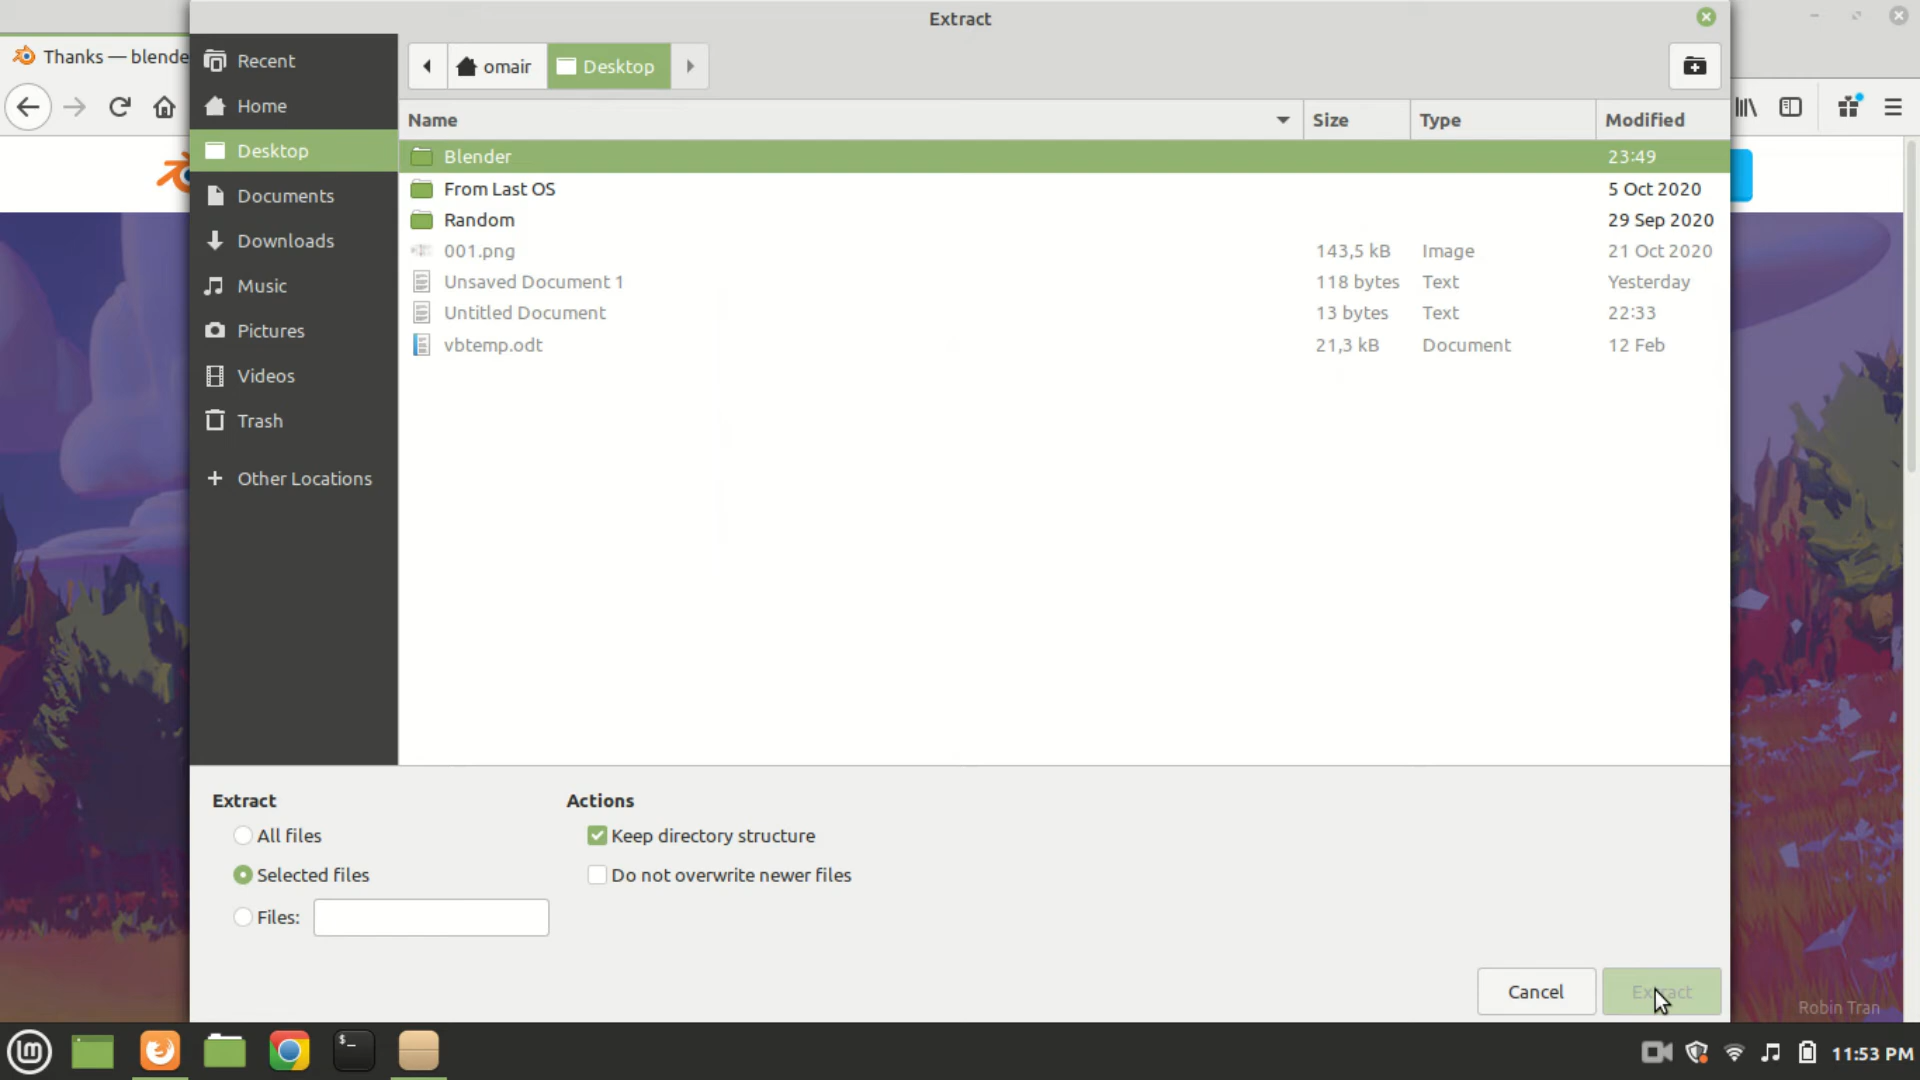 Extract
Thanks — blende
Recent
Home
Desktop
Documents
Downloads
Music
Pictures
Videos
Trash
Other Locations
omair
Desktop
Name Size Type Modified
Blender 23:49
From Last OS 5 Oct 2020
Random 29 Sep 2020
001.png 143,5 kB Image 21 Oct 2020
Unsaved Document 1 118 bytes Text Yesterday
Untitled Document 13 bytes Text 22:33
vbtemp.odt 21,3 kB Document 12 Feb
Extract
All files
Selected files
Files:
Actions
Keep directory structure
Do not overwrite newer files
Cancel
Extract
Robin Tran
lm
$_
11:53 PM